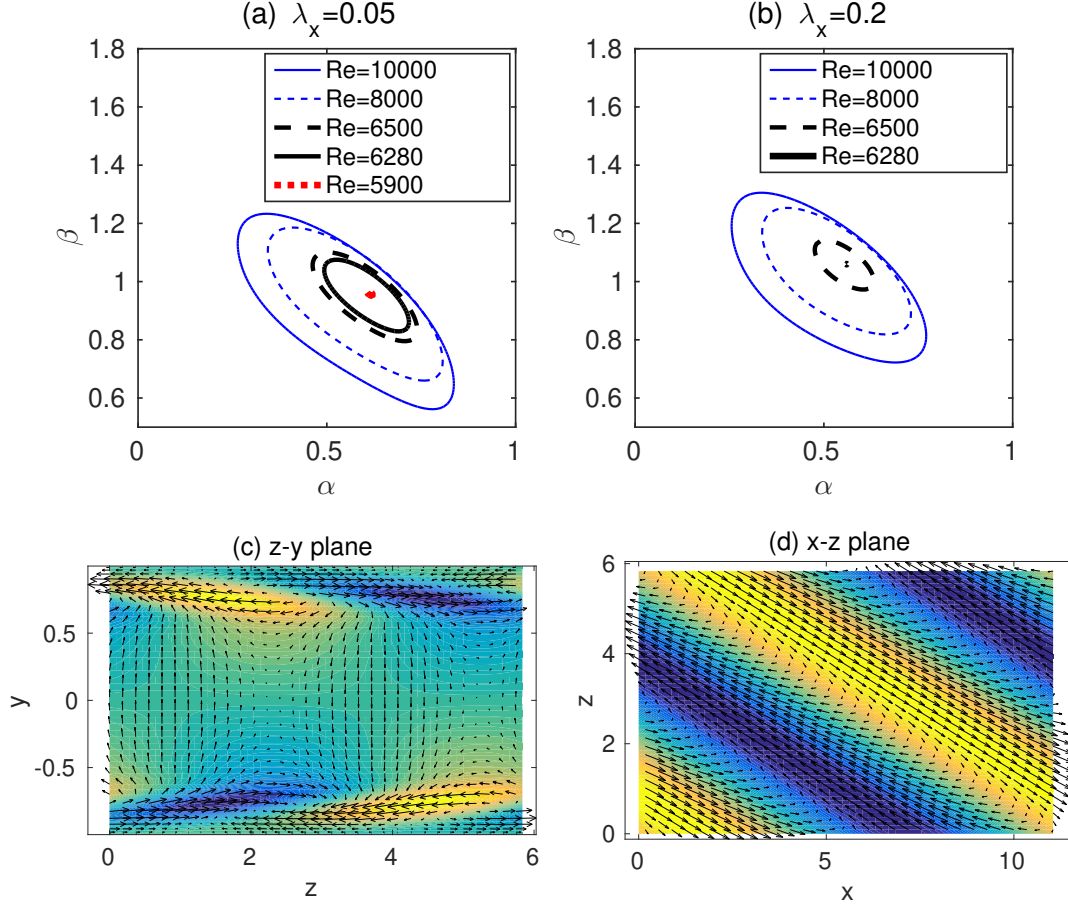 (a) λx=0.05
1.8
1.6
1.4
1.2
1
0.8
0.6
β
0
0.5
1
α
Re=10000
Re=8000
Re=6500
Re=6280
Re=5900
(b) λx=0.2
1.8
1.6
1.4
1.2
1
0.8
0.6
β
0
0.5
1
α
Re=10000
Re=8000
Re=6500
Re=6280
(c) z-y plane
0.5
0
-0.5
y
0
2
4
6
z
(d) x-z plane
6
4
2
0
z
0
5
10
x